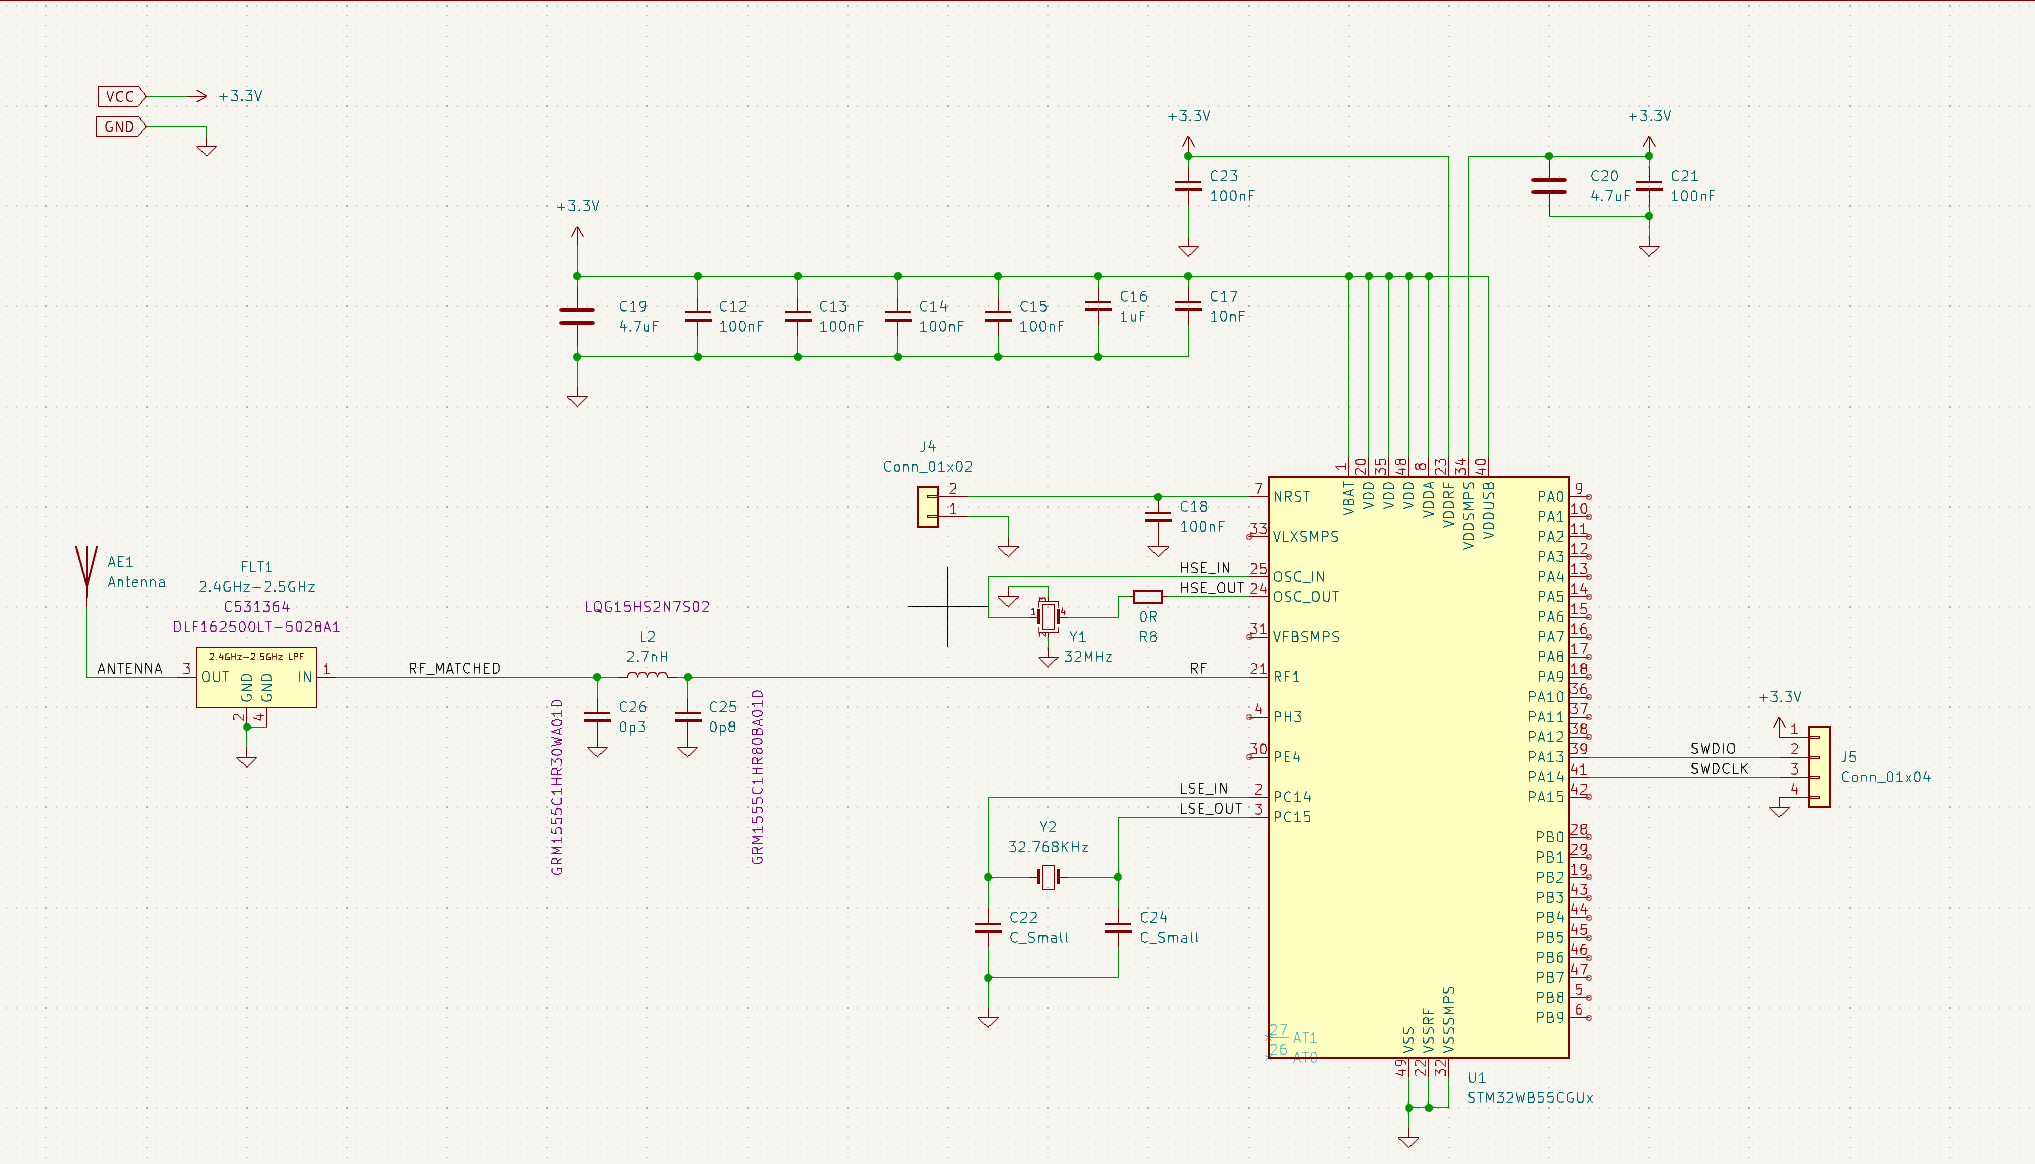 VCC
+3.3V
GND
+3.3V
C23
100nF
+3.3V
C20
4.7uF
C21
100nF
+3.3V
C19
4.7uF
C12
100nF
C13
100nF
C14
100nF
C15
100nF
C16
1uF
C17
10nF
J4
Conn_01x02
2
1
C18
100nF
AE1
Antenna
ANTENNA
FLT1
2.4GHz-2.5GHz
C531364
DLF162500LT-5028A1
2.4GHz-2.5GHz LPF
3
OUT
IN
1
GND
GND
2
4
RF_MATCHED
LQG15HS2N7S02
L2
2.7nH
C26
0p3
C25
0p8
GRM1555C1HR30WA01D
GRM1555C1HR80BA01D
RF
HSE_IN
HSE_OUT
0R
R8
1
4
Y1
32MHz
LSE_IN
LSE_OUT
Y2
32.768KHz
C22
C_Small
C24
C_Small
7 NRST
33 VLXSMPS
25 OSC_IN
24 OSC_OUT
31 VFBSMPS
21 RF1
4 PH3
30 PE4
2 PC14
3 PC15
27 AT1
26 AT0
1 VBAT
20 VDD
35 VDD
48 VDD
8 VDDA
23 VDDRF
34 VDDSMPS
40 VDDUSB
PA0 9
PA1 10
PA2 11
PA3 12
PA4 13
PA5 14
PA6 15
PA7 16
PA8 17
PA9 18
PA10 36
PA11 37
PA12 38
PA13 39
PA14 41
PA15 42
PB0 28
PB1 29
PB2 19
PB3 43
PB4 44
PB5 45
PB6 46
PB7 47
PB8 5
PB9 6
VSS 49
VSSRF 22
VSSSMPS 32
U1
STM32WB55CGUx
SWDIO
SWDCLK
+3.3V
1
2
3
4
J5
Conn_01x04